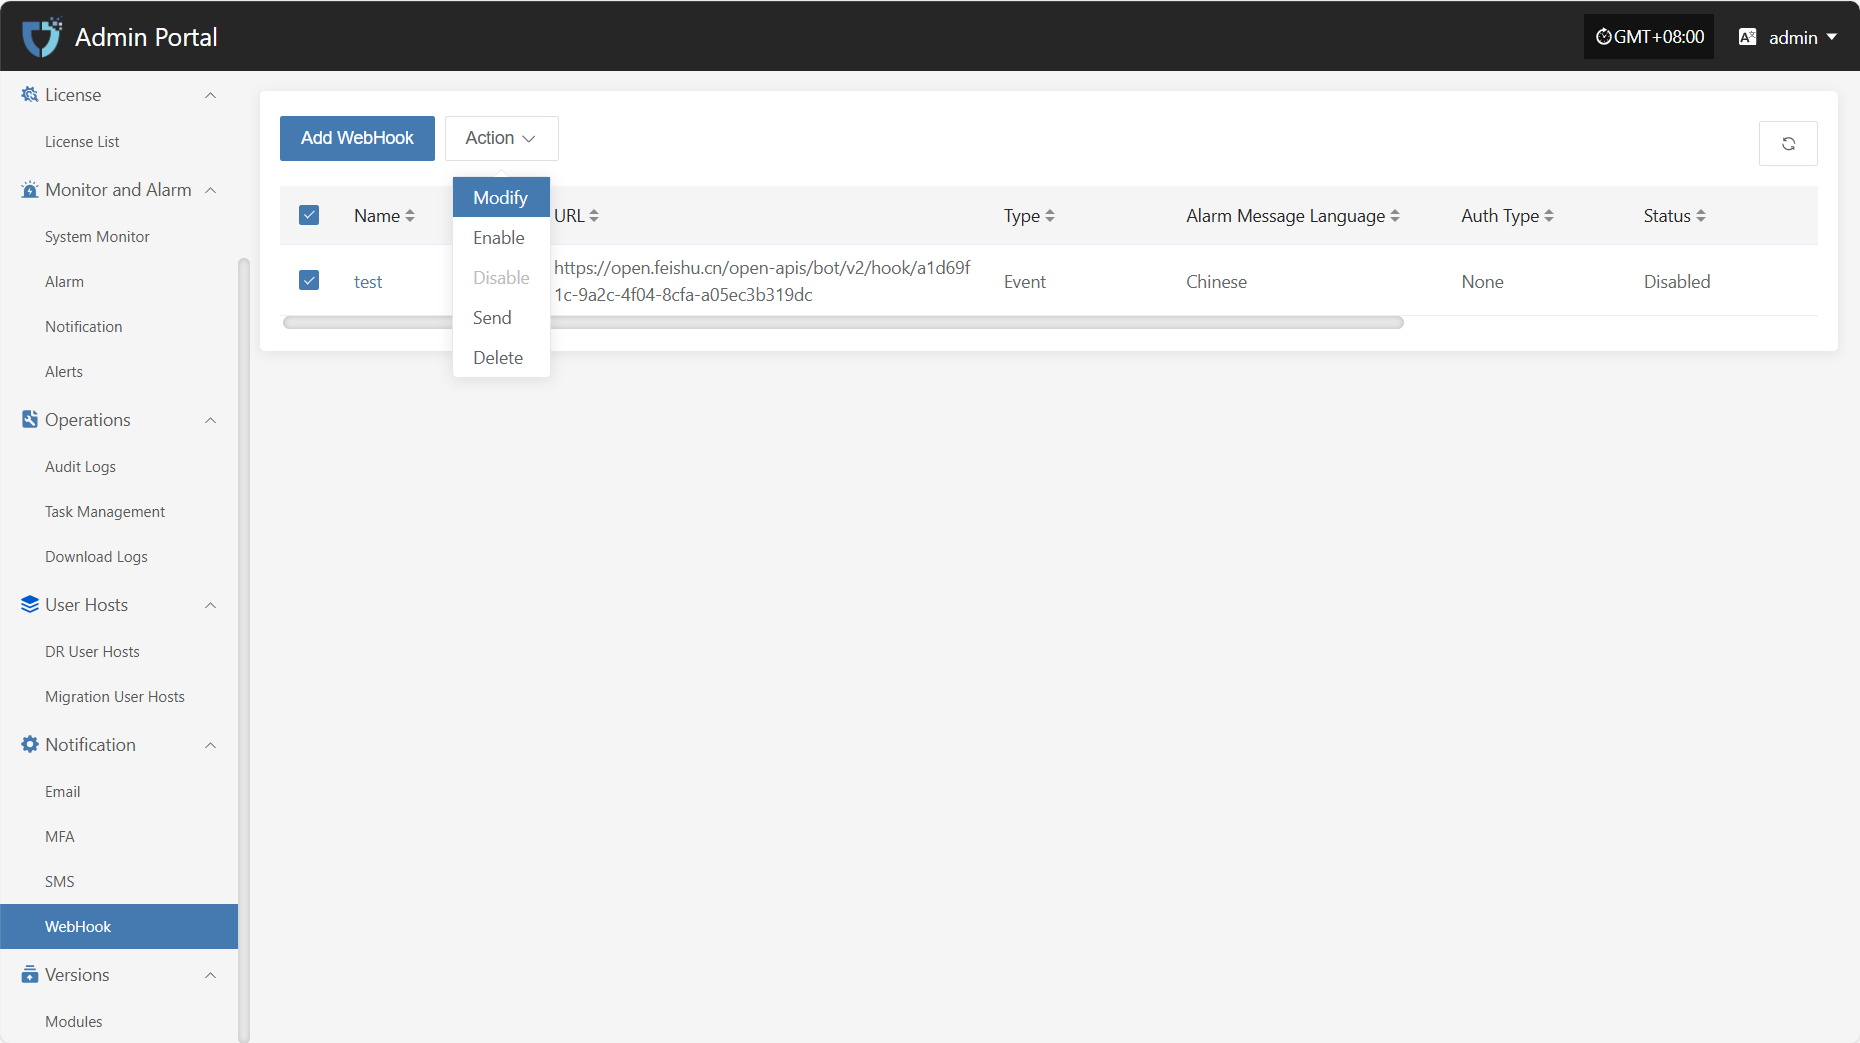 Admin Portal
GMT+08:00
admin
License
License List
Monitor and Alarm
System Monitor
Alarm
Notification
Alerts
Operations
Audit Logs
Task Management
Download Logs
User Hosts
DR User Hosts
Migration User Hosts
Notification
Email
MFA
SMS
WebHook
Versions
Modules
Add WebHook
Action
Modify
Enable
Disable
Send
Delete
Name URL Type Alarm Message Language Auth Type Status
test https://open.feishu.cn/open-apis/bot/v2/hook/a1d69f Event Chinese None Disabled
1c-9a2c-4f04-8cfa-a05ec3b319dc